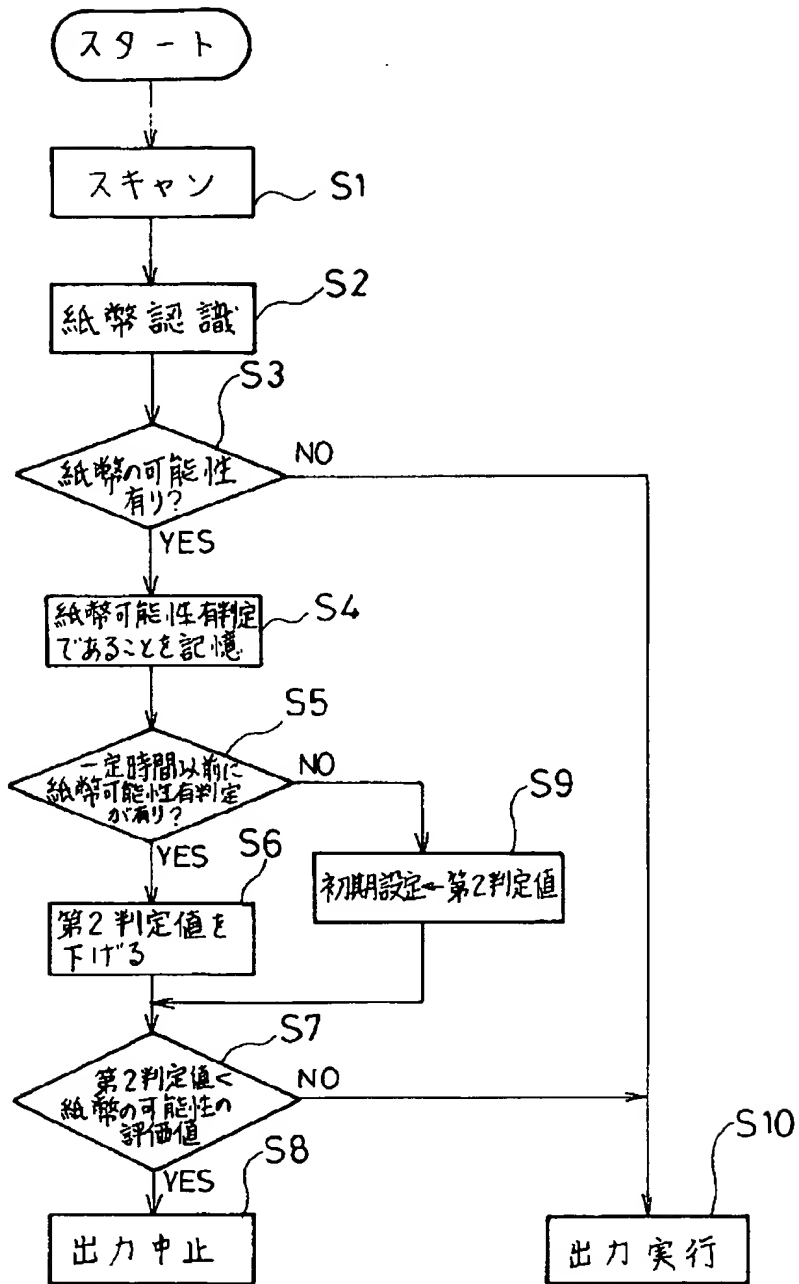 スタート
スキャン
S1
紙幣認識
S2
S3
紙幣の可能性
有り?
NO
YES
紙幣可能性有判定
であることを記憶
S4
S5
一定時間以前に
紙幣可能性有判定
が有り?
NO
YES
S9
初期設定←第2判定値
S6
第2判定値を
下げる
S7
第2判定値<
紙幣の可能性の
評価値
NO
YES
S8
出力中止
S10
出力実行